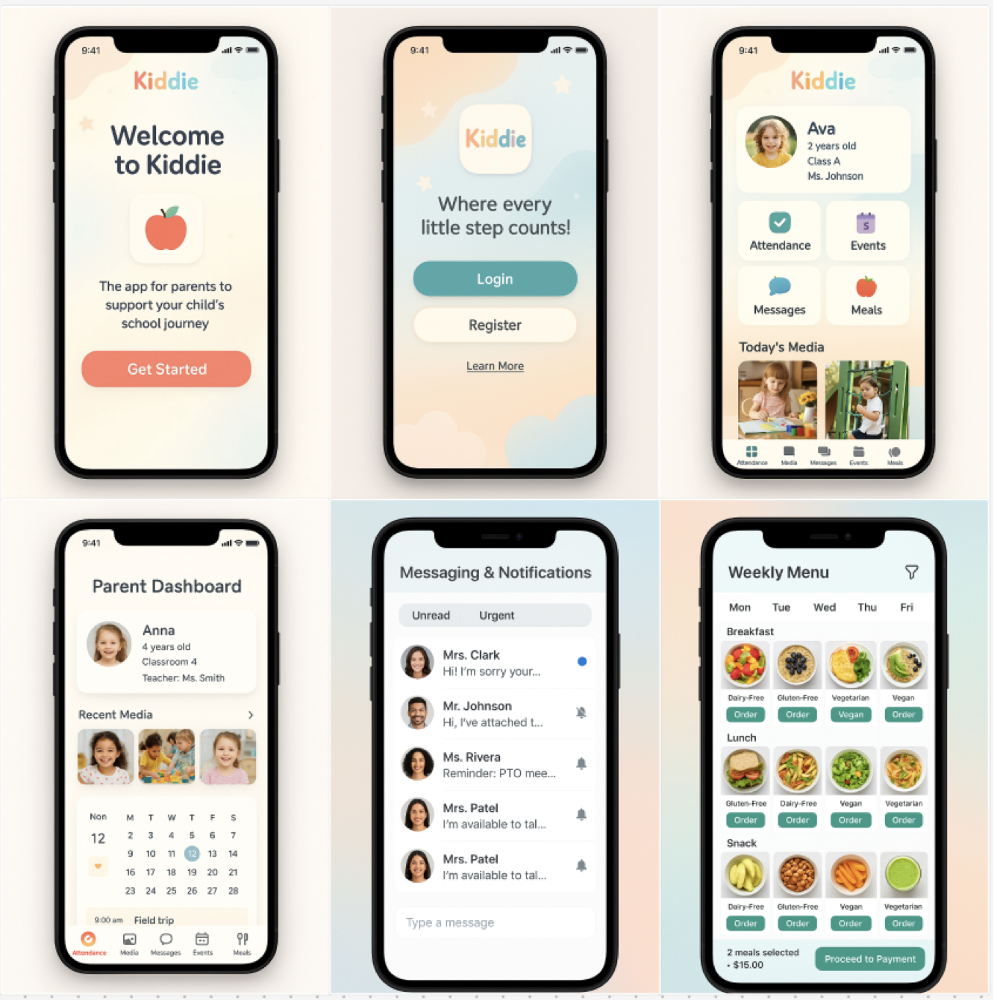 9:41
Kiddie
Welcome
to Kiddie
The app for parents to
support your child's
school journey
Get Started
9:41
Kiddie
Where every
little step counts!
Login
Register
Learn More
9:41
Kiddie
Ava
2 years old
Class A
Ms. Johnson
Attendance
Events
S
Messages
Meals
Today's Media
Attendance Media Messages Events Meals
9:41
Parent Dashboard
Anna
4 years old
Classroom 4
Teacher: Ms. Smith
Recent Media >
Non M T W T F S
12 2 3 4 5 6 7
9 10 11 12 13 14
16 17 18 19 20 21
23 24 25 26 27 28
9:00 am Field trip
Attendance Media Messages Events Meals
Messaging & Notifications
Unread Urgent
Mrs. Clark
Hi! I'm sorry your...
Mr. Johnson
Hi, I've attached t...
Ms. Rivera
Reminder: PTO mee...
Mrs. Patel
I'm available to tal...
Mrs. Patel
I'm available to tal...
Type a message
Weekly Menu
Mon Tue Wed Thu Fri
Breakfast
Dairy-Free Gluten-Free Vegetarian Vegan
Order Order Vegan Order
Lunch
Gluten-Free Dairy-Free Vegan Vegetarian
Order Order Order Order
Snack
Dairy-Free Gluten-Free Vegan Vegetarian
Order Order Order Order
2 meals selected
• $15.00
Proceed to Payment